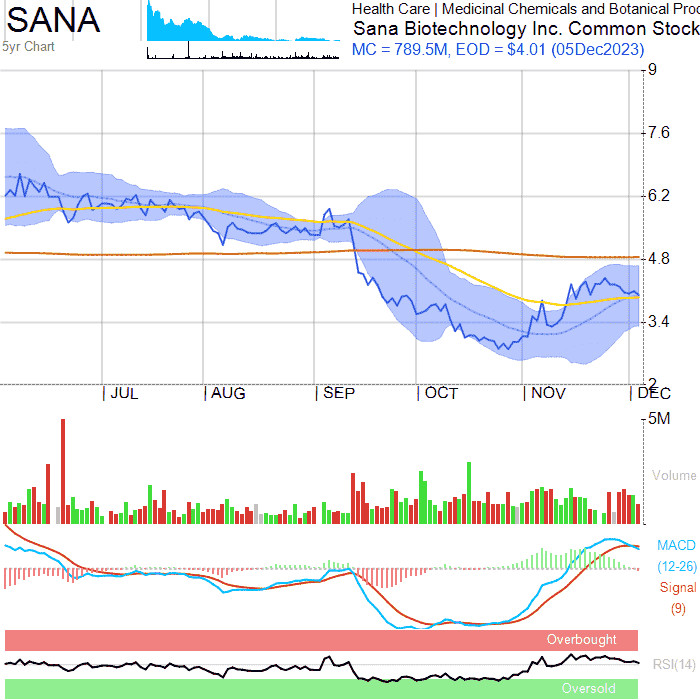 SANA
5yr Chart
Health Care | Medicinal Chemicals and Botanical Proc
Sana Biotechnology Inc. Common Stock
MC = 789.5M, EOD = $4.01 (05Dec2023)
9
7.6
6.2
4.8
3.4
2
JUL AUG SEP OCT NOV DEC
5M
Volume
MACD
(12-26)
Signal
(9)
Overbought
RSI(14)
Oversold